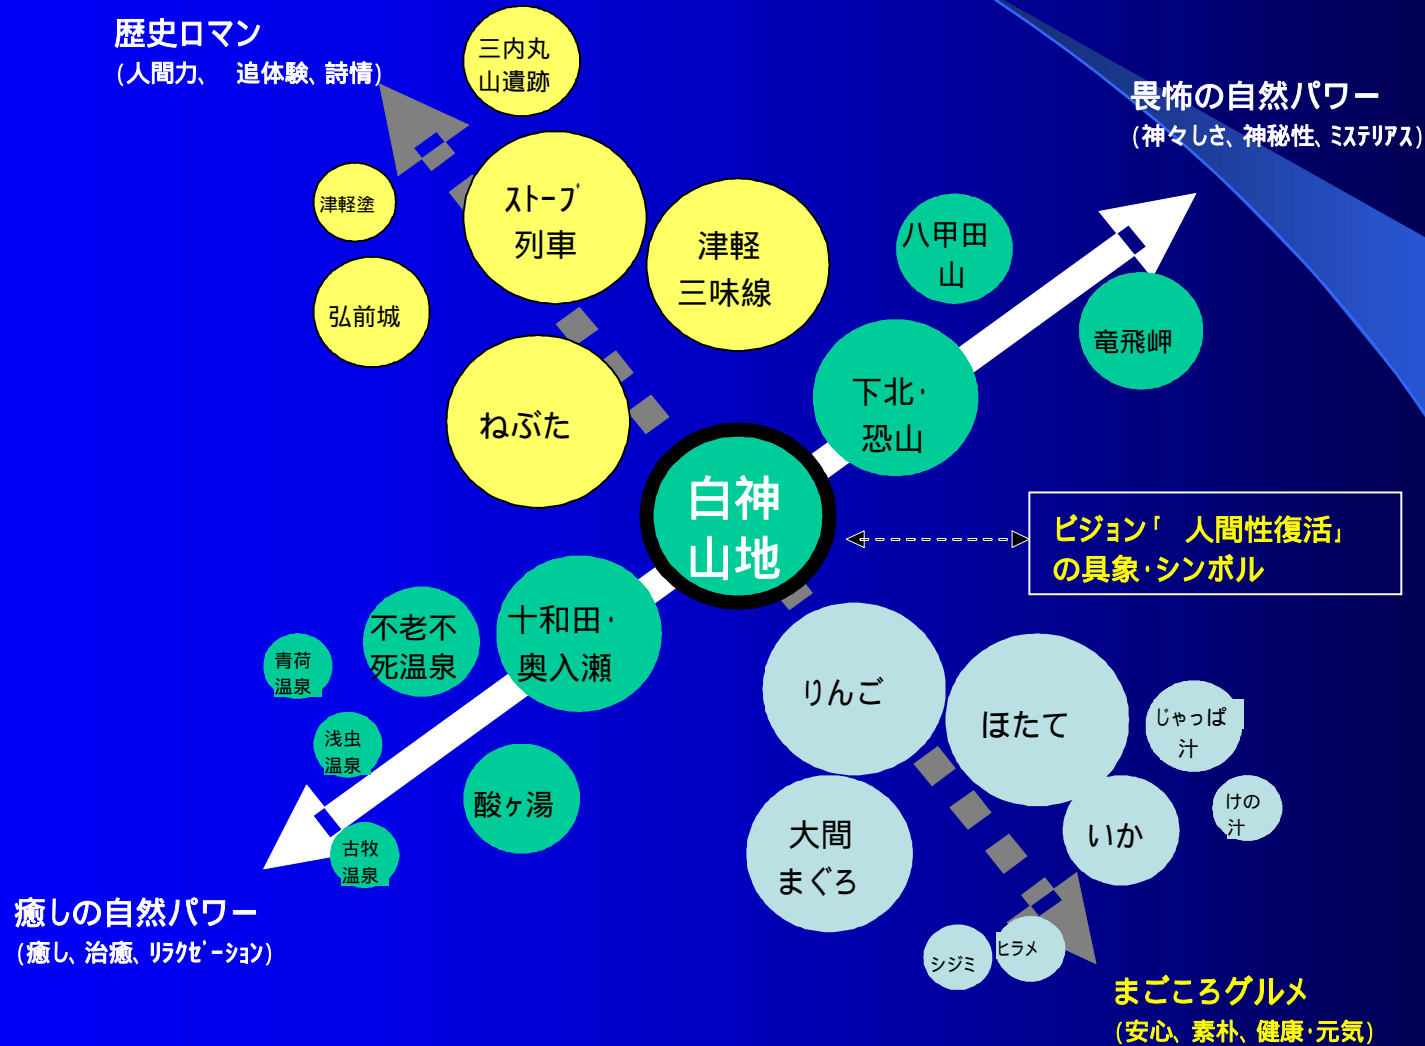 歴史ロマン
(人間力、 追体験、詩情)
三内丸
山遺跡
畏怖の自然パワー
(神々しさ、神秘性、ﾐｽﾃﾘｱｽ)
津軽塗
ｽﾄｰﾌﾞ
列車
津軽
三味線
八甲田
山
弘前城
竜飛岬
ねぶた
下北・
恐山
白神
山地
ビジョン「 人間性復活」
の具象・シンボル
不老不
死温泉
十和田・
奥入瀬
青荷
温泉
浅虫
温泉
酸ヶ湯
古牧
温泉
りんご
ほたて
じゃっぱ
汁
けの
汁
大間
まぐろ
いか
シジミ
ヒラメ
癒しの自然パワー
(癒し、治癒、ﾘﾗｸｾﾞｰｼｮﾝ)
まごころグルメ
(安心、素朴、健康・元気)